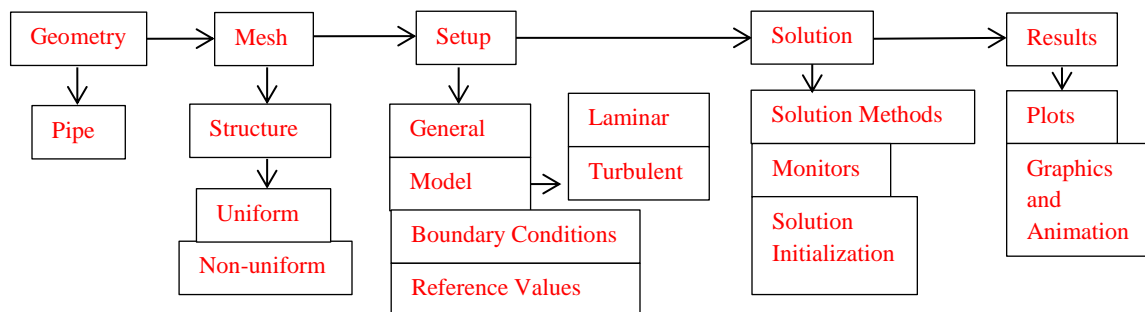 Geometry
Mesh
Setup
Solution
Results
Pipe
Structure
Uniform
Non-uniform
General
Model
Boundary Conditions
Reference Values
Laminar
Turbulent
Solution Methods
Monitors
Solution
Initialization
Plots
Graphics
and
Animation